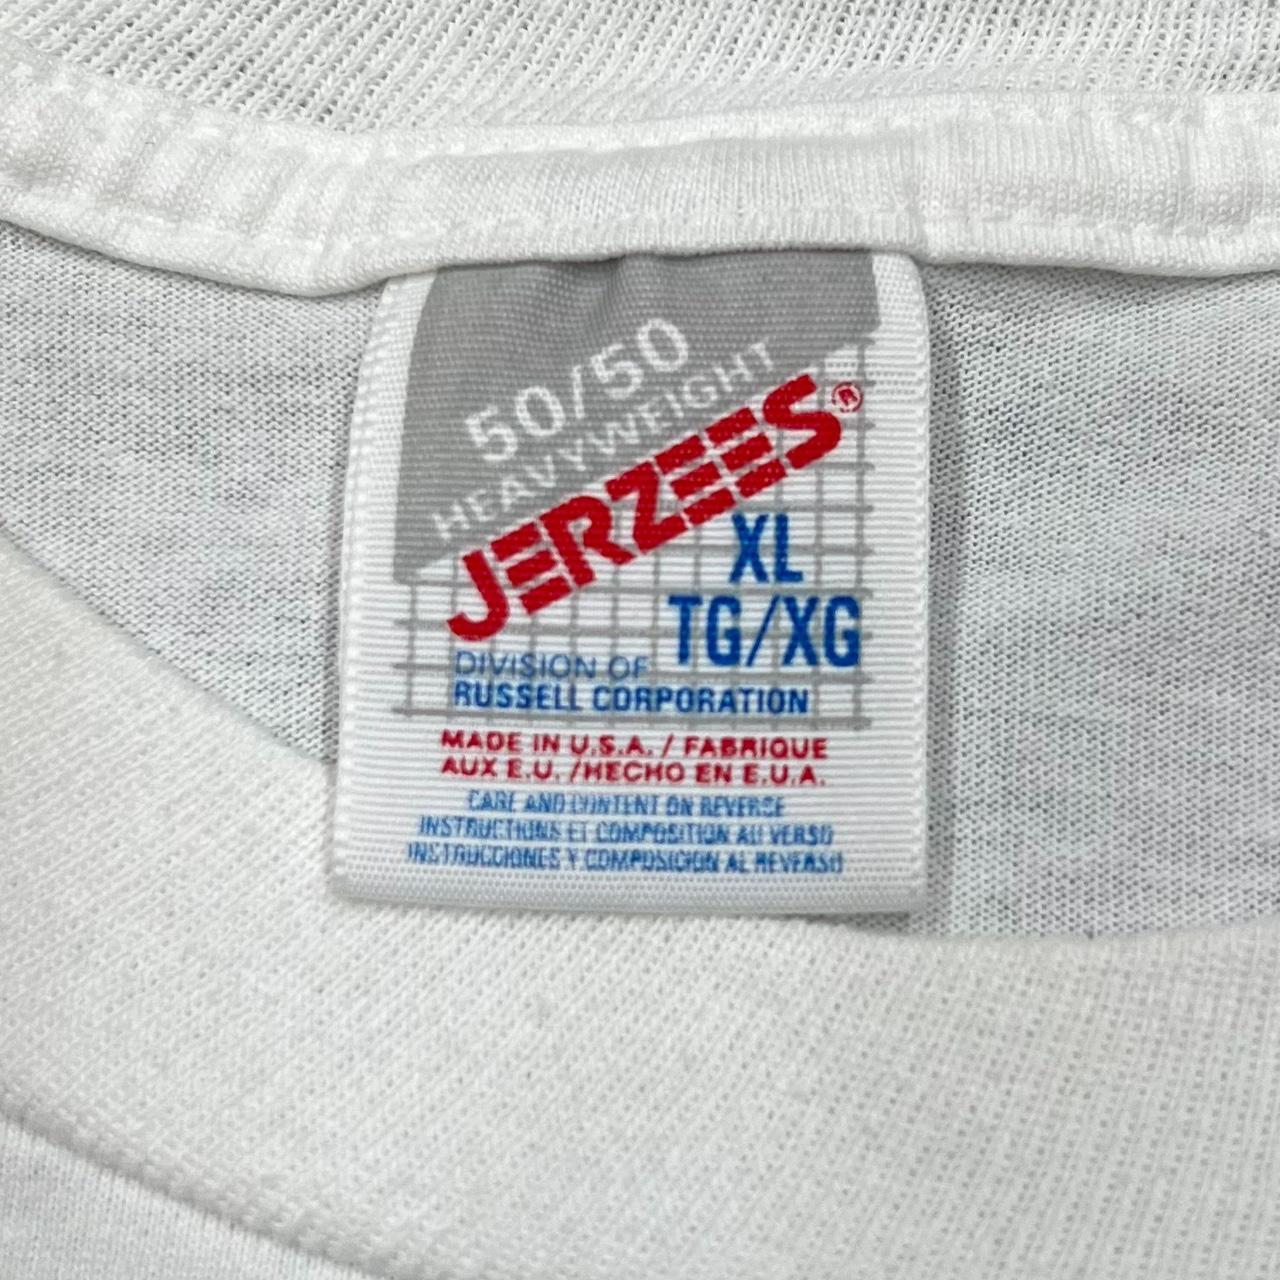 50/50
HEAVYWEIGHT
JERZEES®
XL
TG/XG
DIVISION OF
RUSSELL CORPORATION
MADE IN U.S.A. / FABRIQUE
AUX E.U. /HECHO EN E.U.A.
CARE AND CONTENT ON REVERSE
INSTRUCTIONS ET COMPOSITION AU VERSO
INSTRUCCIONES Y COMPOSICION AL REVERSO